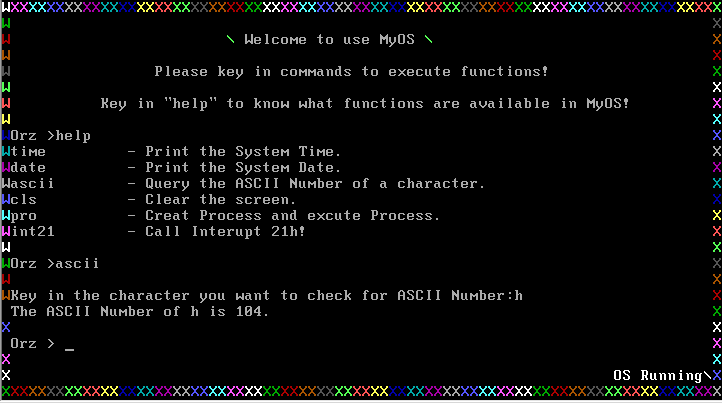 \ Welcome to use MyOS \
Please key in commands to execute functions!
Key in "help" to know what functions are available in MyOS!
Orz >help
time - Print the System Time.
date - Print the System Date.
ascii - Query the ASCII Number of a character.
cls - Clear the screen.
pro - Creat Process and excute Process.
int21 - Call Interupt 21h!
Orz >ascii
Key in the character you want to check for ASCII Number:h
The ASCII Number of h is 104.
Orz > _
OS Running\